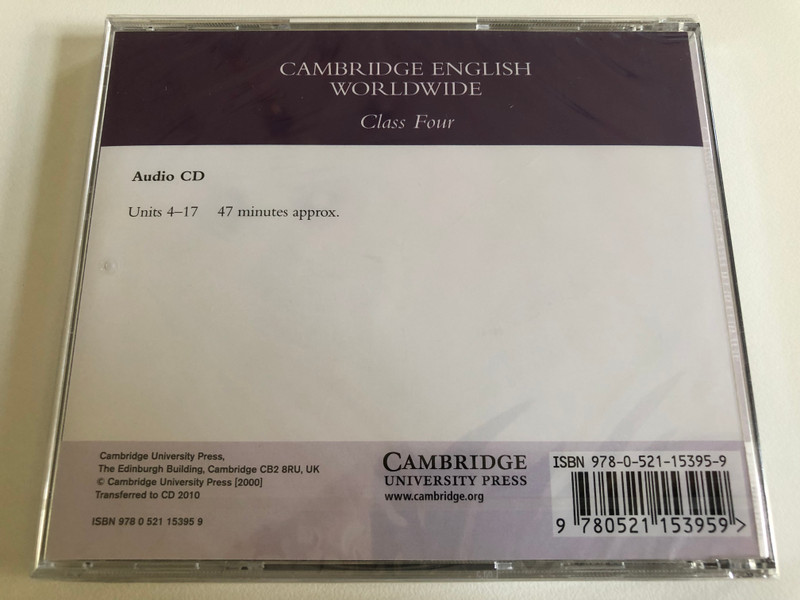 CAMBRIDGE ENGLISH
WORLDWIDE
Class Four
Audio CD
Units 4–17 47 minutes approx.
Cambridge University Press,
The Edinburgh Building, Cambridge CB2 8RU, UK
© Cambridge University Press [2000]
Transferred to CD 2010
ISBN 978 0 521 15395 9
CAMBRIDGE
UNIVERSITY PRESS
www.cambridge.org
ISBN 978-0-521-15395-9
9 780521 153959 >